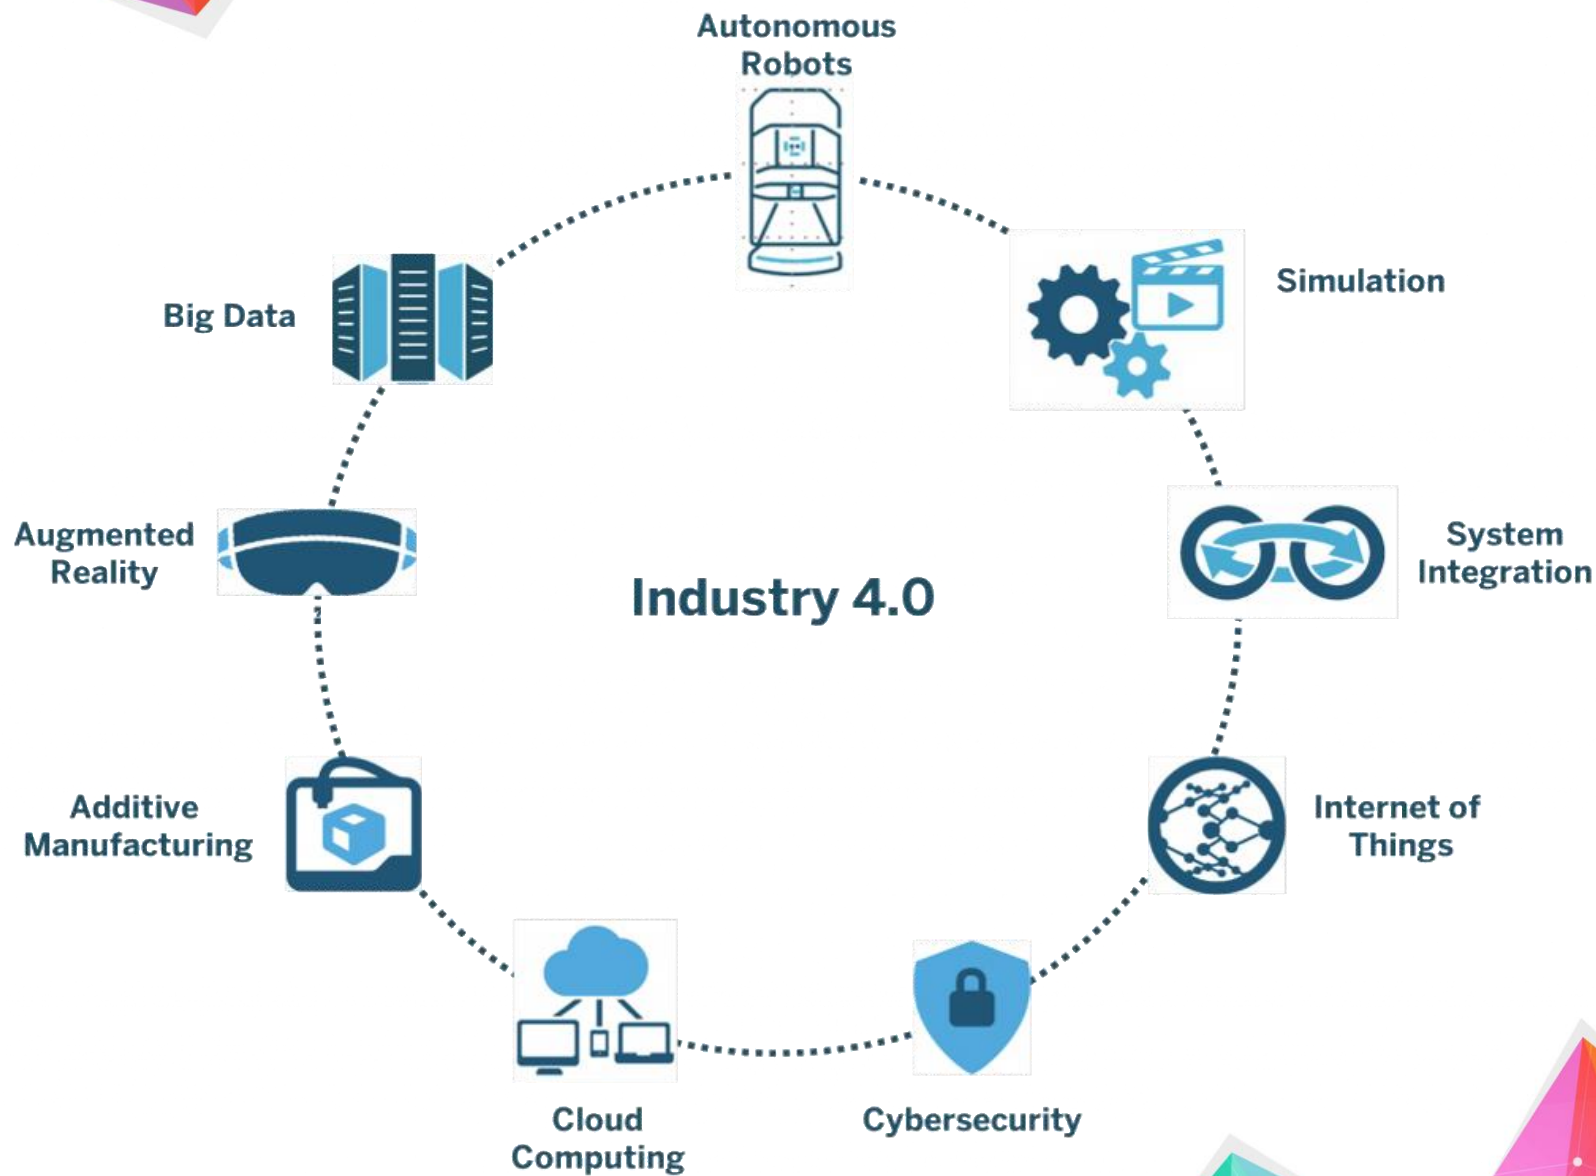 Autonomous
Robots
Simulation
Big Data
System
Integration
Augmented
Reality
Industry 4.0
Internet of
Things
Additive
Manufacturing
Cybersecurity
Cloud
Computing